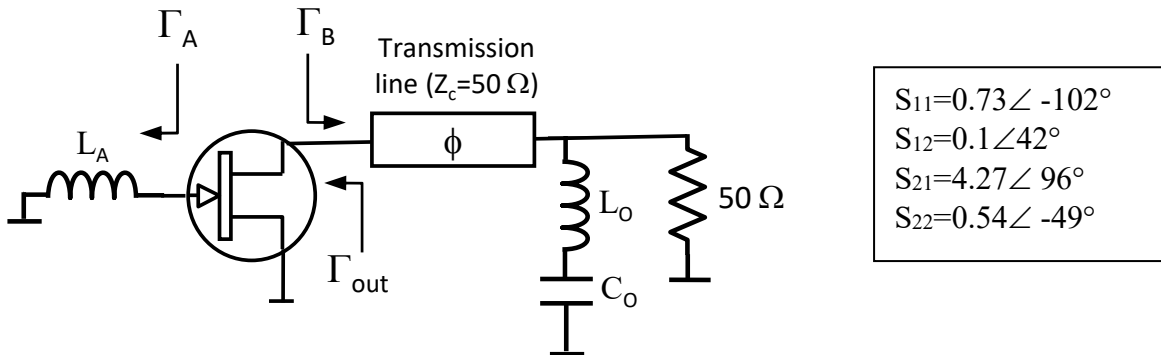 Γ_A
Γ_B
Transmission
line (Z_c=50 Ω)
L_A
ϕ
L_O
50 Ω
Γ_out
C_O
S₁₁=0.73∠ -102°
S₁₂=0.1∠42°
S₂₁=4.27∠ 96°
S₂₂=0.54∠ -49°